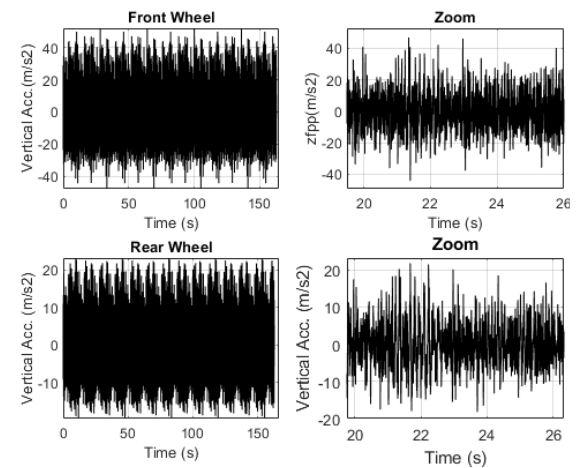 Front Wheel
Vertical Acc.(m/s2)
40
20
0
-20
-40
0 50 100 150
Time (s)
Zoom
zfpp(m/s2)
40
20
0
-20
-40
20 22 24 26
Time (s)
Rear Wheel
Vertical Acc. (m/s2)
20
10
0
-10
0 50 100 150
Time (s)
Zoom
Vertical Acc. (m/s2)
20
10
0
-10
-20
20 22 24 26
Time (s)